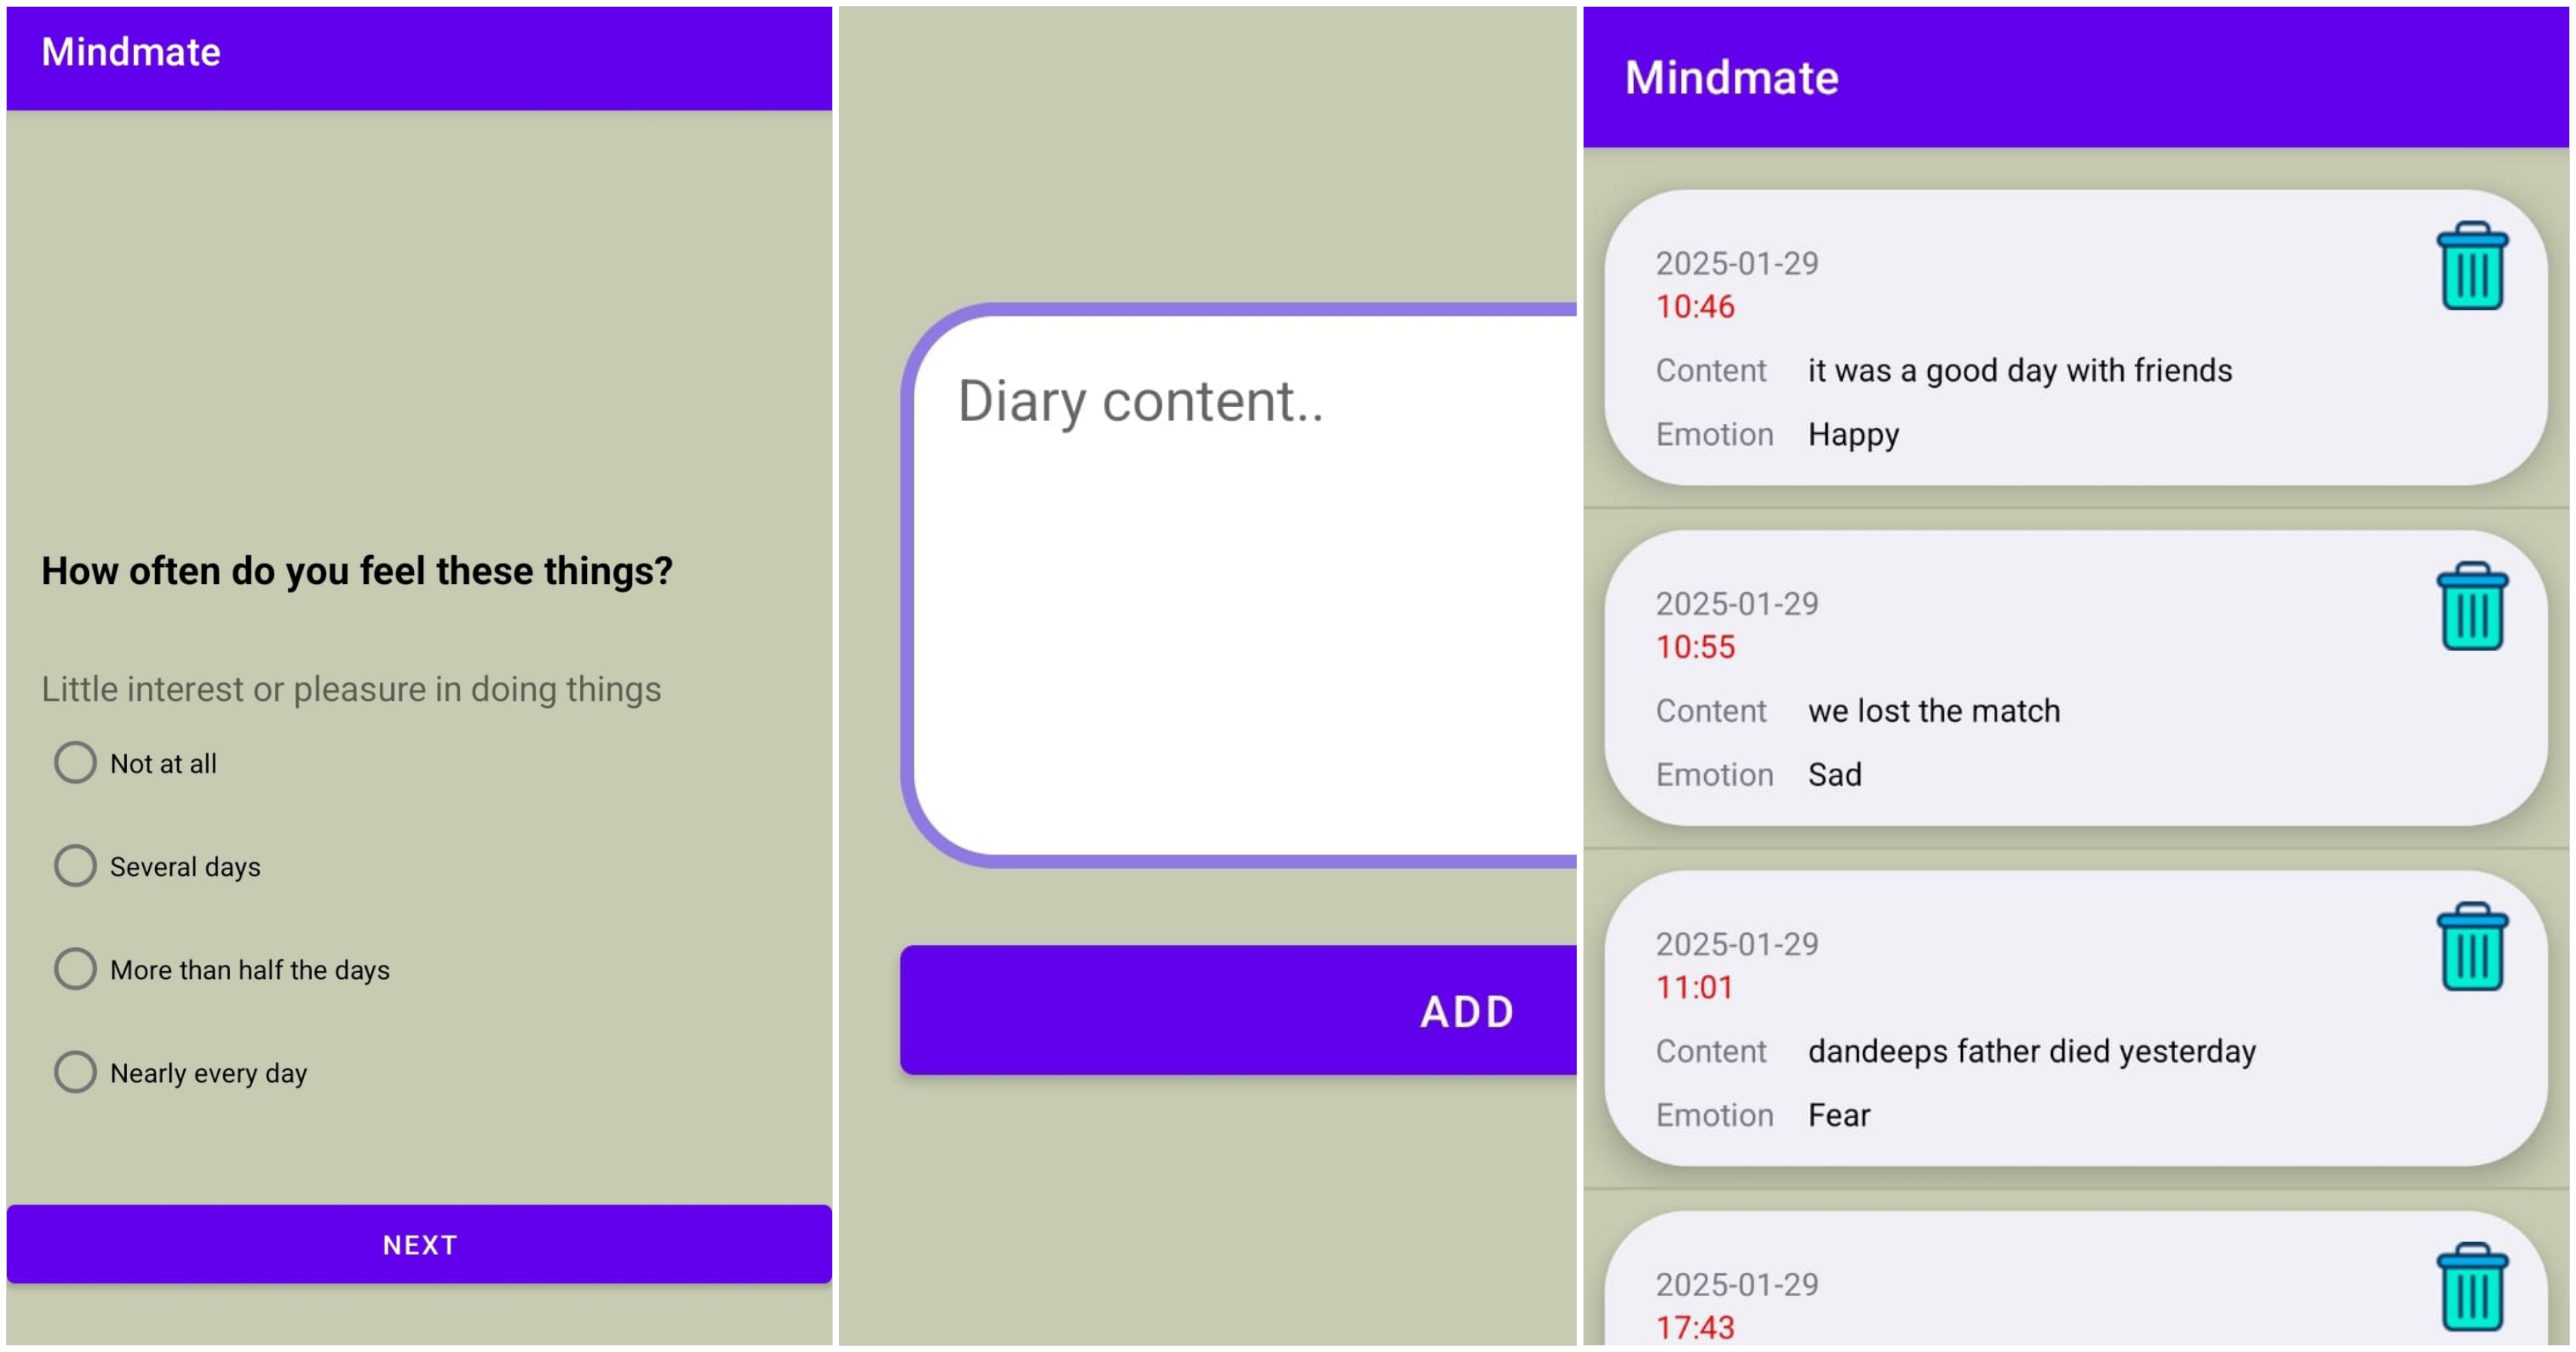 Mindmate
How often do you feel these things?
Little interest or pleasure in doing things
Not at all
Several days
More than half the days
Nearly every day
NEXT
Diary content..
ADD
Mindmate
2025-01-29
10:46
Content it was a good day with friends
Emotion Happy
2025-01-29
10:55
Content we lost the match
Emotion Sad
2025-01-29
11:01
Content dandeeps father died yesterday
Emotion Fear
2025-01-29
17:43